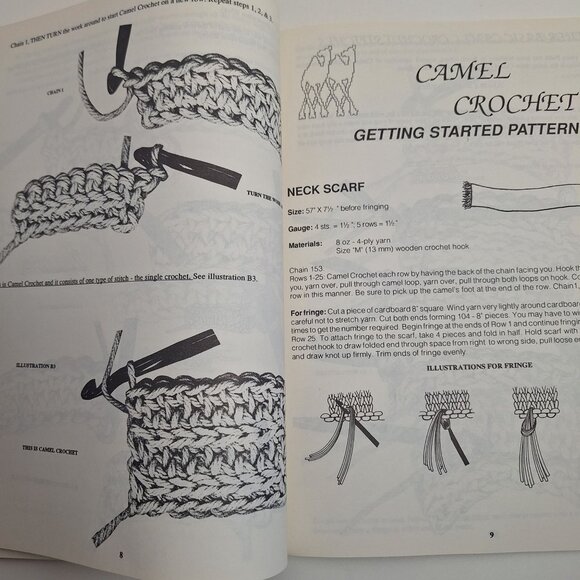 Chain 1, THEN TURN the work around to start Camel Crochet on a new row. Repeat steps 1, 2, & 3.
CHAIN 1
TURN THE
is Camel Crochet and it consists of one type of stitch - the single crochet. See illustration B3.
ILLUSTRATION B3
THIS IS CAMEL CROCHET
8
CAMEL
CROCHET
GETTING STARTED PATTERN
NECK SCARF
Size: 57" X 7½ " before fringing
Gauge: 4 sts. = 1½ "; 5 rows = 1½ "
Materials: 8 oz - 4-ply yarn
Size "M" (13 mm) wooden crochet hook
Chain 153.
Rows 1-25: Camel Crochet each row by having the back of the chain facing you. Hook th
you, yarn over, pull through camel loop, yarn over, pull through both loops on hook. Co
row in this manner. Be sure to pick up the camel's foot at the end of the row. Chain 1,
For fringe: Cut a piece of cardboard 8" square. Wind yarn very lightly around cardboard
careful not to stretch yarn. Cut both ends forming 104 - 8" pieces. You may have to win
times to get the number required. Begin fringe at the ends of Row 1 and continue fringin
Row 25. To attach fringe to the scarf, take 4 pieces and fold in half. Hold scarf with
crochet hook to draw folded end through space from right to wrong side, pull loose en
and draw knot up firmly. Trim ends of fringe evenly.
ILLUSTRATIONS FOR FRINGE
9